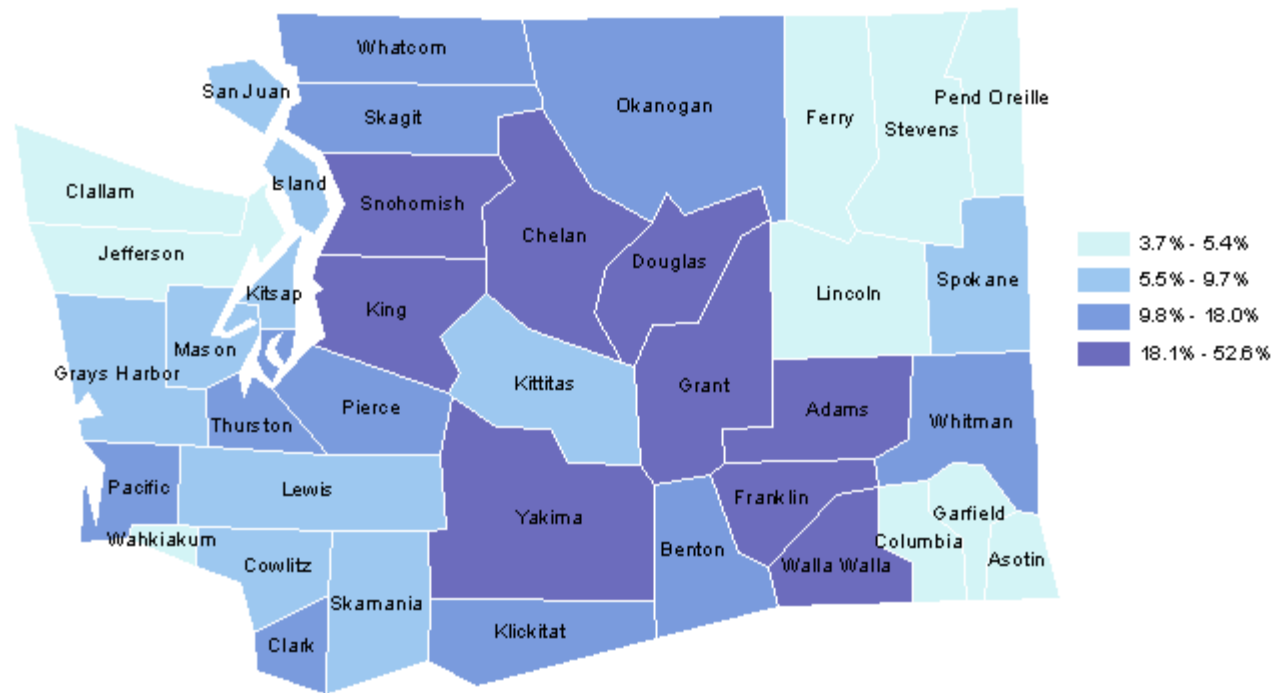 Whatcom
San Juan
Skagit
Okanogan
Ferry
Stevens
Pend Oreille
Clallam
Island
Snohomish
Chelan
Douglas
Jefferson
Kitsap
King
Lincoln
Spokane
Mason
Grays Harbor
Kittitas
Grant
Pierce
Thurston
Adams
Whitman
Pacific
Lewis
Yakima
Franklin
Garfield
Wahkiakum
Cowlitz
Benton
Columbia
Walla Walla
Asotin
Skamania
Clark
Klickitat
3.7% - 5.4%
5.5% - 9.7%
9.8% - 18.0%
18.1% - 52.6%